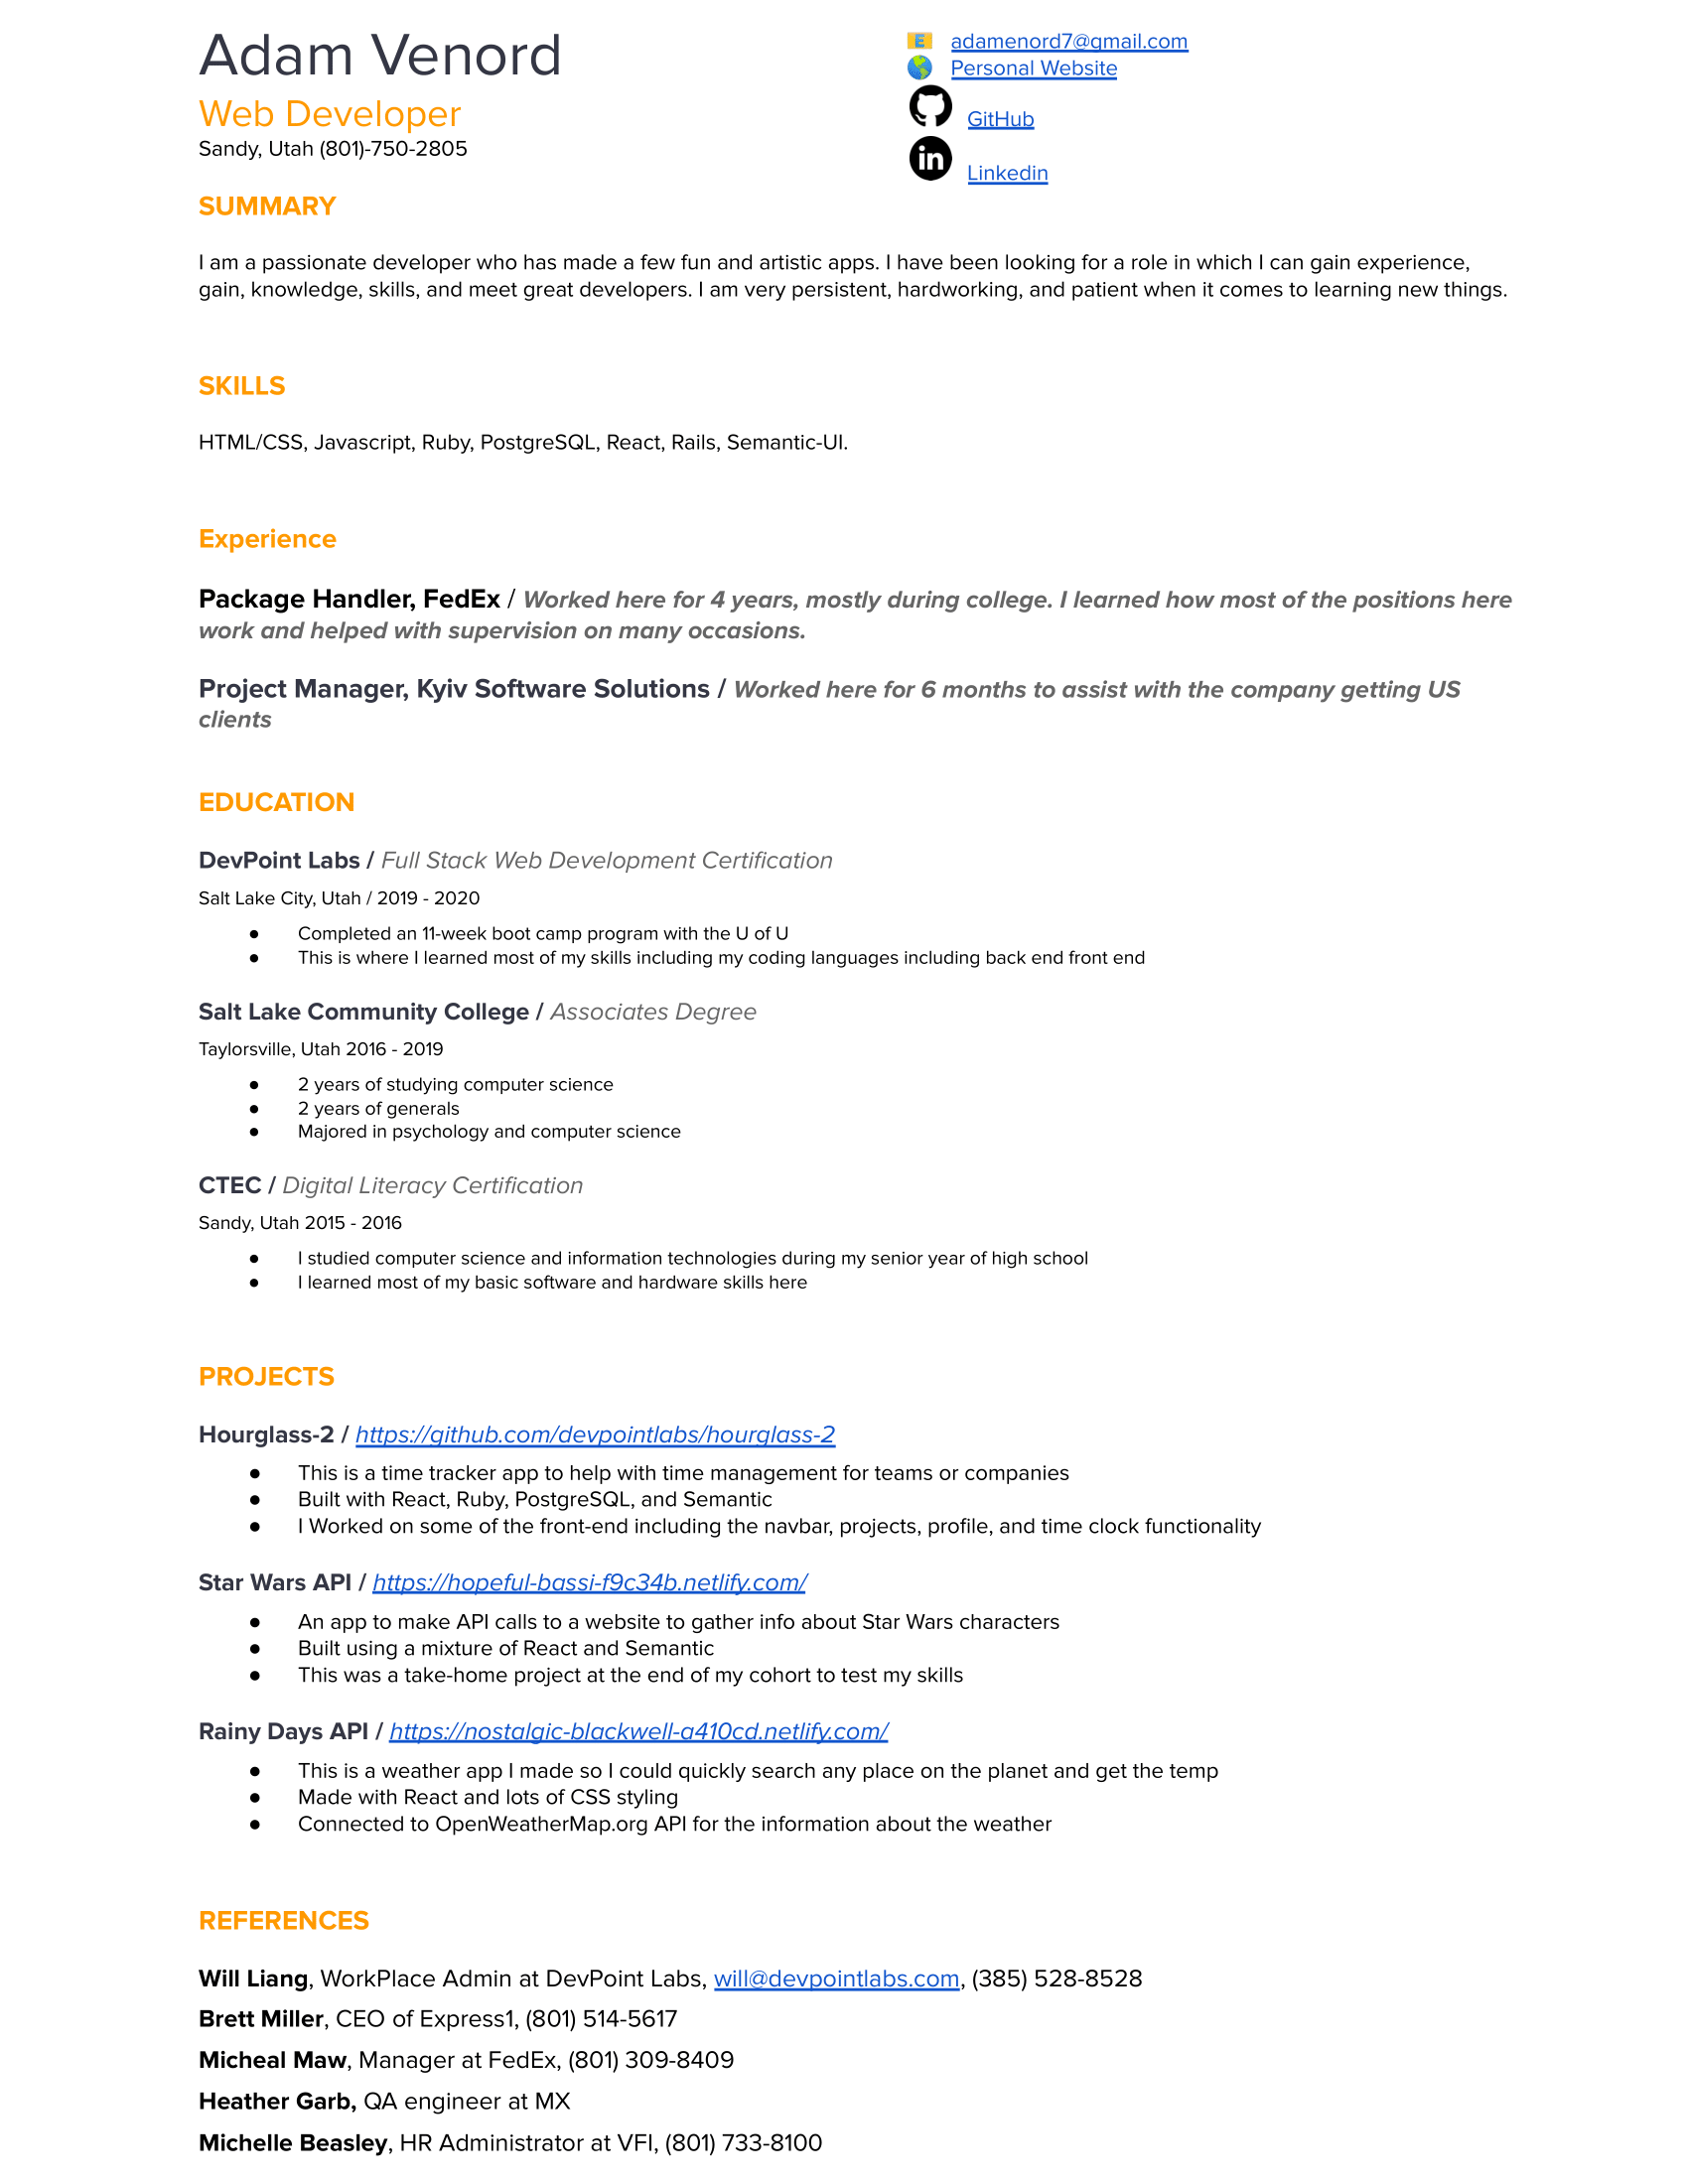 Adam Venord
Web Developer
Sandy, Utah (801)-750-2805
E adamenord7@gmail.com
Personal Website
GitHub
in Linkedin
SUMMARY
I am a passionate developer who has made a few fun and artistic apps. I have been looking for a role in which I can gain experience,
gain, knowledge, skills, and meet great developers. I am very persistent, hardworking, and patient when it comes to learning new things.
SKILLS
HTML/CSS, Javascript, Ruby, PostgreSQL, React, Rails, Semantic-UI.
Experience
Package Handler, FedEx / Worked here for 4 years, mostly during college. I learned how most of the positions here
work and helped with supervision on many occasions.
Project Manager, Kyiv Software Solutions / Worked here for 6 months to assist with the company getting US
clients
EDUCATION
DevPoint Labs / Full Stack Web Development Certification
Salt Lake City, Utah / 2019 - 2020
● Completed an 11-week boot camp program with the U of U
● This is where I learned most of my skills including my coding languages including back end front end
Salt Lake Community College / Associates Degree
Taylorsville, Utah 2016 - 2019
● 2 years of studying computer science
● 2 years of generals
● Majored in psychology and computer science
CTEC / Digital Literacy Certification
Sandy, Utah 2015 - 2016
● I studied computer science and information technologies during my senior year of high school
● I learned most of my basic software and hardware skills here
PROJECTS
Hourglass-2 / https://github.com/devpointlabs/hourglass-2
● This is a time tracker app to help with time management for teams or companies
● Built with React, Ruby, PostgreSQL, and Semantic
● I Worked on some of the front-end including the navbar, projects, profile, and time clock functionality
Star Wars API / https://hopeful-bassi-f9c34b.netlify.com/
● An app to make API calls to a website to gather info about Star Wars characters
● Built using a mixture of React and Semantic
● This was a take-home project at the end of my cohort to test my skills
Rainy Days API / https://nostalgic-blackwell-a410cd.netlify.com/
● This is a weather app I made so I could quickly search any place on the planet and get the temp
● Made with React and lots of CSS styling
● Connected to OpenWeatherMap.org API for the information about the weather
REFERENCES
Will Liang, WorkPlace Admin at DevPoint Labs, will@devpointlabs.com, (385) 528-8528
Brett Miller, CEO of Express1, (801) 514-5617
Micheal Maw, Manager at FedEx, (801) 309-8409
Heather Garb, QA engineer at MX
Michelle Beasley, HR Administrator at VFI, (801) 733-8100